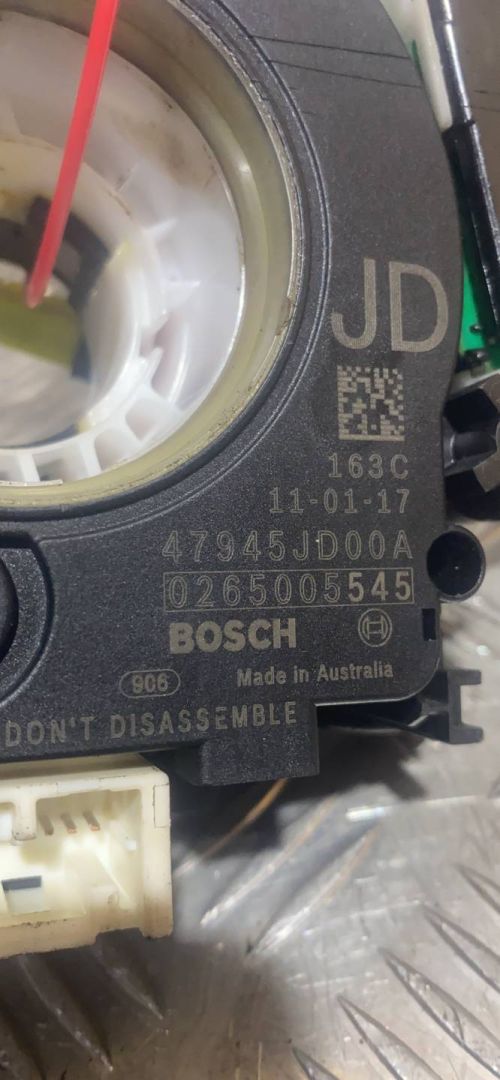 JD
163C
11-01-17
47945JD00A
0265005545
BOSCH
906 Made in Australia
DON'T DISASSEMBLE